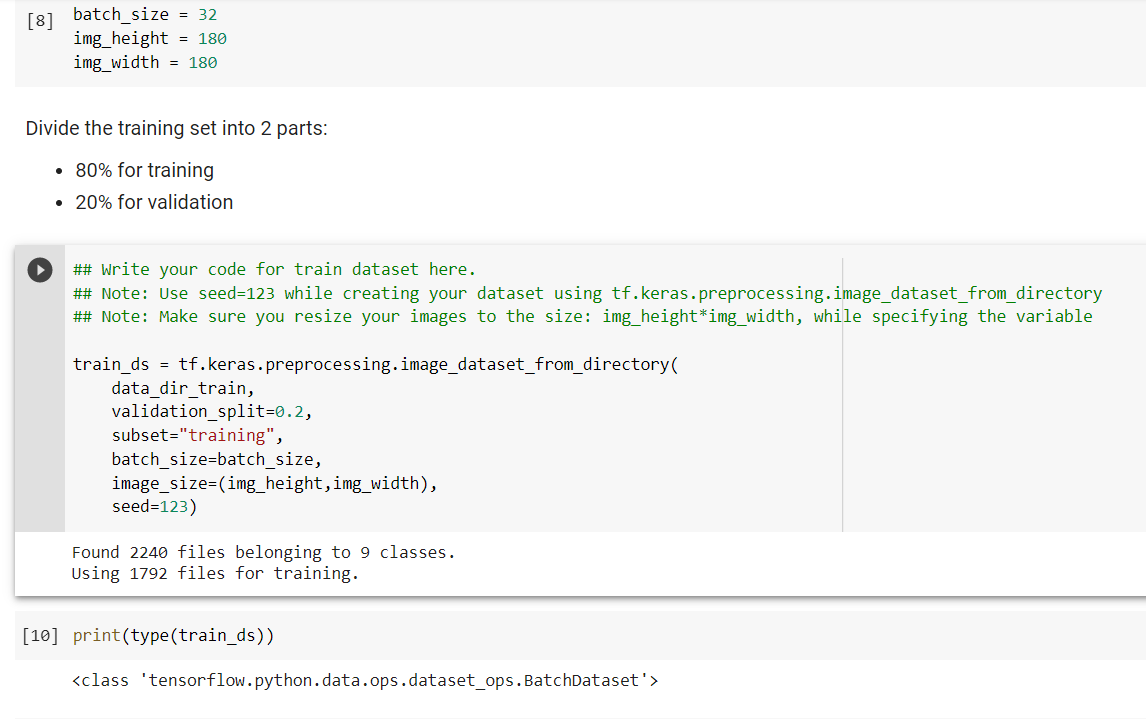 [8] batch_size = 32
img_height = 180
img_width = 180
Divide the training set into 2 parts:
• 80% for training
• 20% for validation
## Write your code for train dataset here.
## Note: Use seed=123 while creating your dataset using tf.keras.preprocessing.image_dataset_from_directory
## Note: Make sure you resize your images to the size: img_height*img_width, while specifying the variable
train_ds = tf.keras.preprocessing.image_dataset_from_directory(
    data_dir_train,
    validation_split=0.2,
    subset="training",
    batch_size=batch_size,
    image_size=(img_height,img_width),
    seed=123)
Found 2240 files belonging to 9 classes.
Using 1792 files for training.
[10] print(type(train_ds))
<class 'tensorflow.python.data.ops.dataset_ops.BatchDataset'>